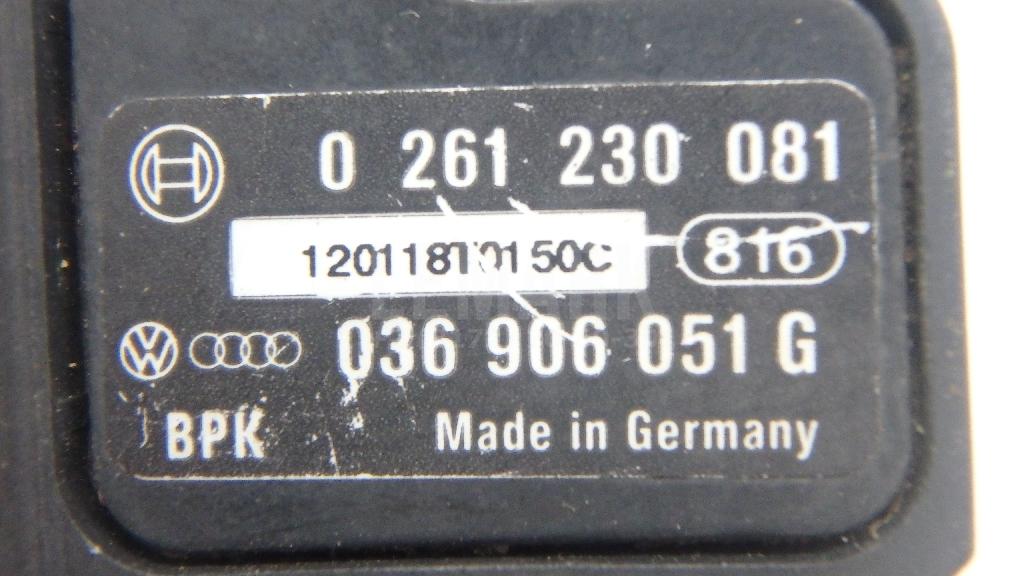 0 261 230 081
120118T0150C 816
036 906 051 G
BPK Made in Germany